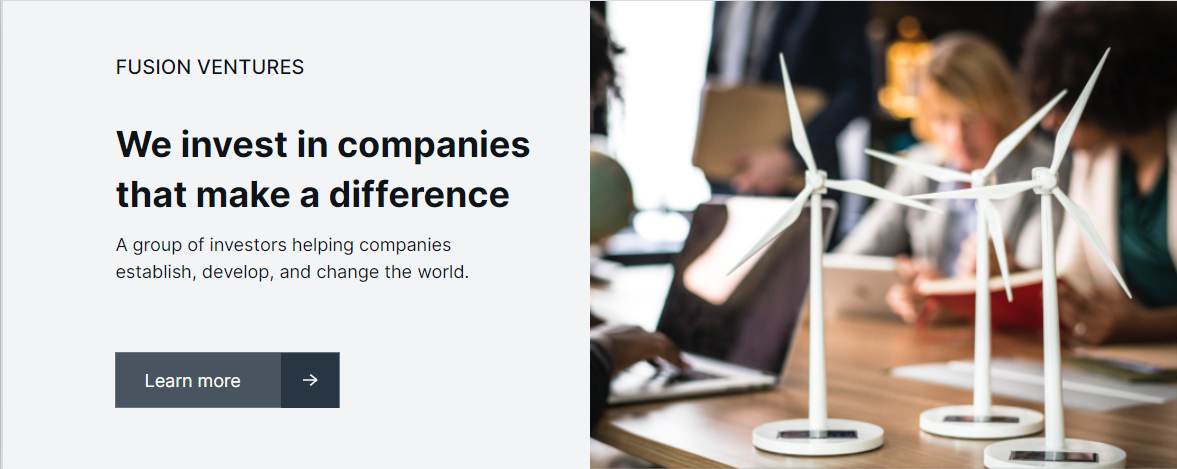 FUSION VENTURES
We invest in companies
that make a difference
A group of investors helping companies
establish, develop, and change the world.
Learn more